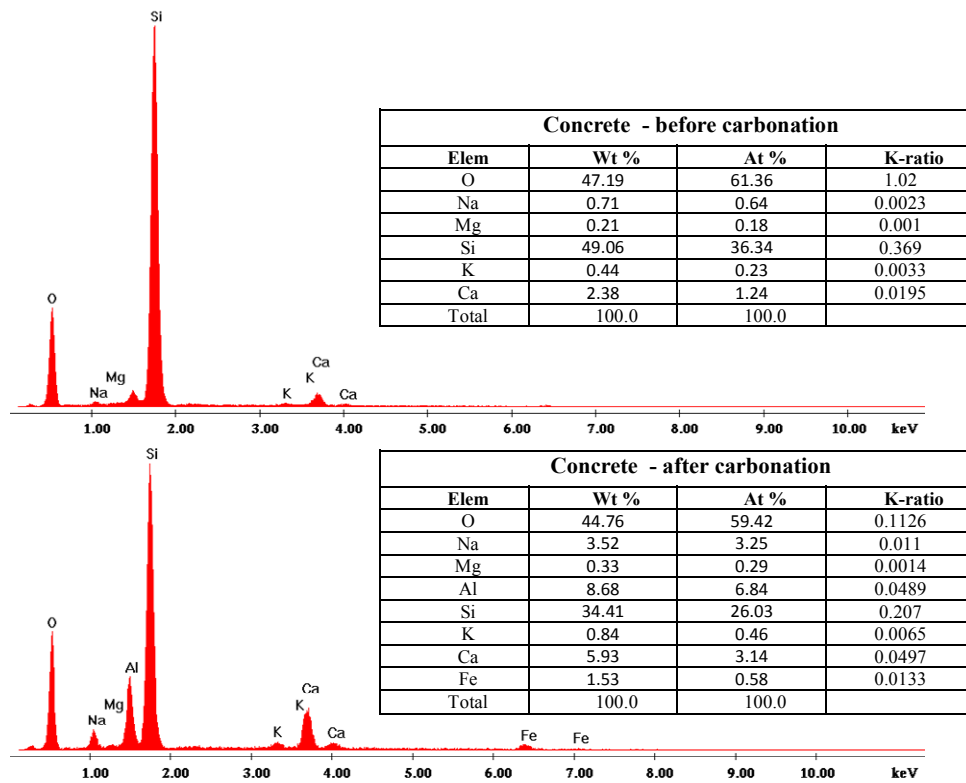 Si
O
Na
Mg
K
K
Ca
Ca
1.00 2.00 3.00 4.00 5.00 6.00 7.00 8.00 9.00 10.00 keV
Concrete - before carbonation
Elem Wt % At % K-ratio
O 47.19 61.36 1.02
Na 0.71 0.64 0.0023
Mg 0.21 0.18 0.001
Si 49.06 36.34 0.369
K 0.44 0.23 0.0033
Ca 2.38 1.24 0.0195
Total 100.0 100.0
Si
O
Na
Mg
Al
K
K
Ca
Ca
Fe
Fe
1.00 2.00 3.00 4.00 5.00 6.00 7.00 8.00 9.00 10.00 keV
Concrete - after carbonation
Elem Wt % At % K-ratio
O 44.76 59.42 0.1126
Na 3.52 3.25 0.011
Mg 0.33 0.29 0.0014
Al 8.68 6.84 0.0489
Si 34.41 26.03 0.207
K 0.84 0.46 0.0065
Ca 5.93 3.14 0.0497
Fe 1.53 0.58 0.0133
Total 100.0 100.0